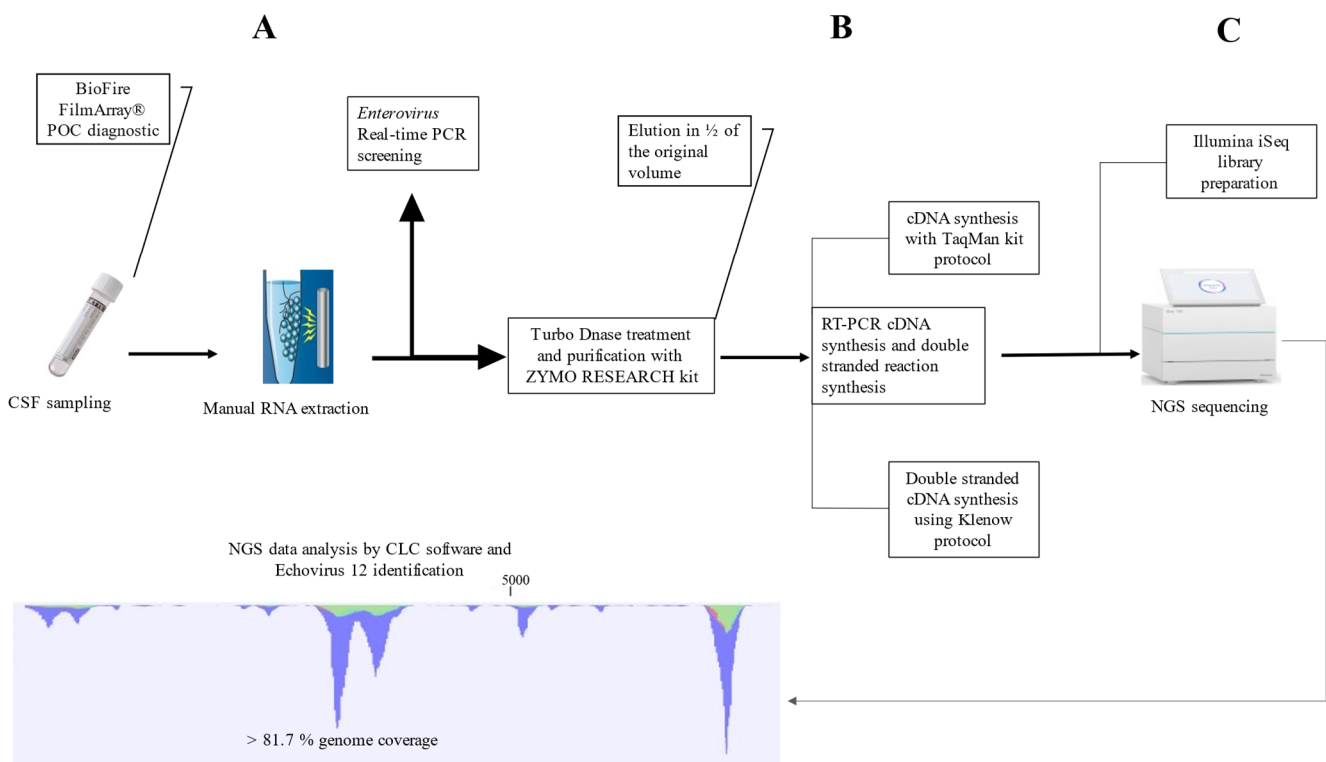 A
B
C
BioFire
FilmArray®
POC diagnostic
Enterovirus
Real-time PCR
screening
Elution in ½ of
the original
volume
Illumina iSeq
library
preparation
cDNA synthesis
with TaqMan kit
protocol
Turbo Dnase treatment
and purification with
ZYMO RESEARCH kit
RT-PCR cDNA
synthesis and double
stranded reaction
synthesis
CSF sampling
Manual RNA extraction
NGS sequencing
Double stranded
cDNA synthesis
using Klenow
protocol
NGS data analysis by CLC software and
Echovirus 12 identification
5000
> 81.7 % genome coverage